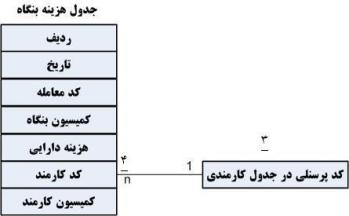 جدول هزینه بنگاه
ردیف
تاریخ
کد معامله
کمیسیون بنگاه
هزینه دارایی
کد کارمند
کمیسیون کارمند
۴
n
1
۳
کد پرسنلی در جدول کارمندی